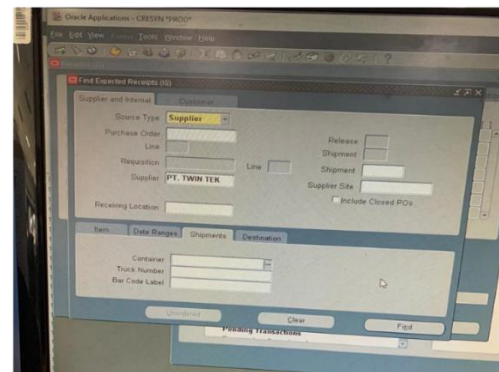 Oracle Applications - CRESYN *PROD*
File Edit View Tools Window Help
Find Expected Receipts (IS)
Supplier and Internal Customer
Source Type Supplier
Purchase Order Release
Line Shipment
Requisition Line Shipment
Supplier PT. TWIN TEK Supplier Site
Include Closed POs
Receiving Location
Item Date Ranges Shipments Destination
Container
Truck Number
Bar Code Label
Unordered Clear Find
Pending Transactions